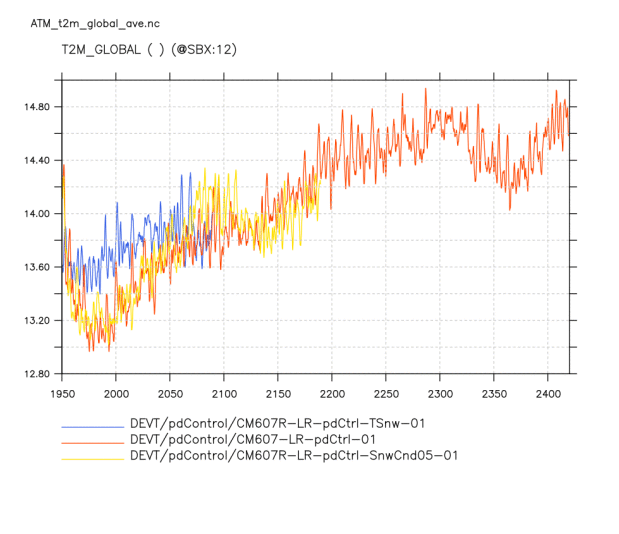 ATM_t2m_global_ave.nc
T2M_GLOBAL ( ) (@SBX:12)
14.80
14.40
14.00
13.60
13.20
12.80
1950 2000 2050 2100 2150 2200 2250 2300 2350 2400
DEVT/pdControl/CM607R-LR-pdCtrl-TSnw-01
DEVT/pdControl/CM607-LR-pdCtrl-01
DEVT/pdControl/CM607R-LR-pdCtrl-SnwCnd05-01